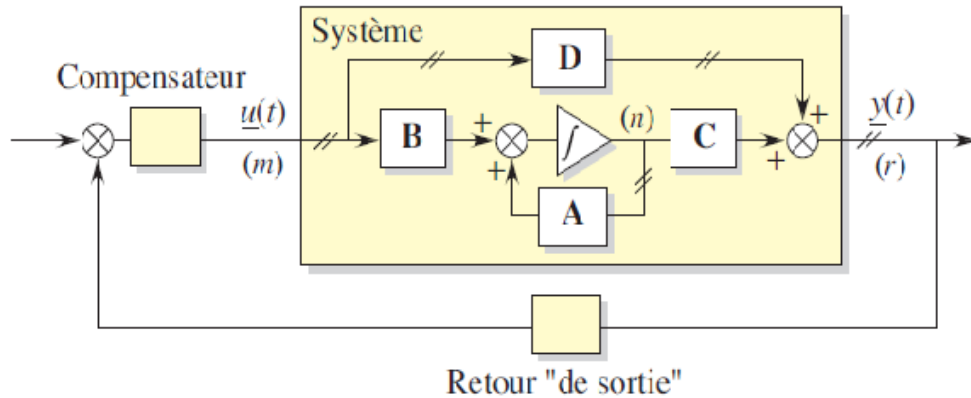 Système
Compensateur
D
u(t)
(m)
B
+
+
∫
(n)
C
+
+
y(t)
(r)
A
Retour "de sortie"